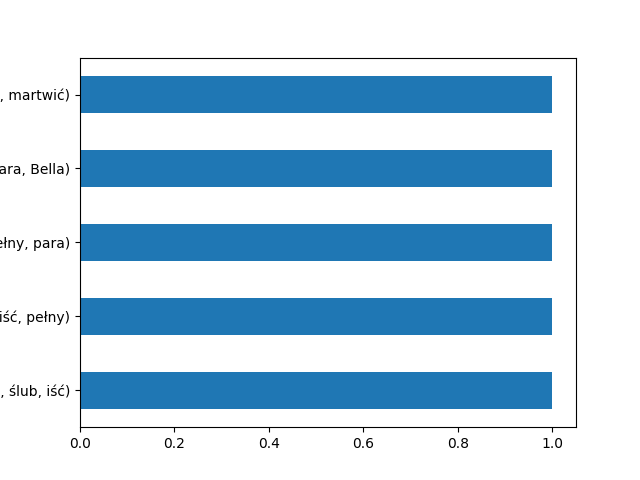 , martwić)
ara, Bella)
ełny, para)
iść, pełny)
, ślub, iść)
0.0 0.2 0.4 0.6 0.8 1.0